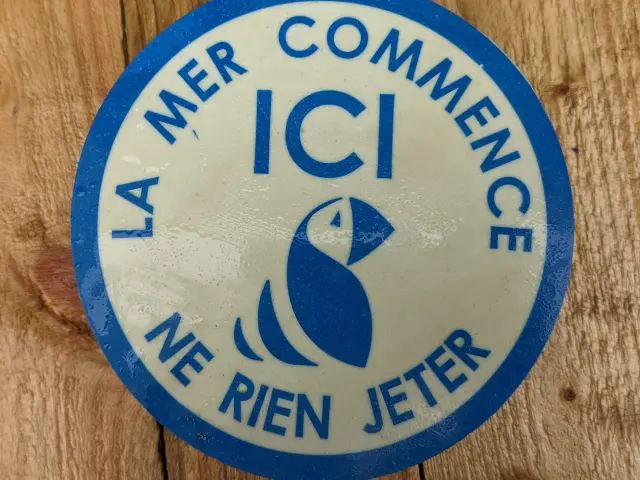 LA MER COMMENCE
ICI
NE RIEN JETER